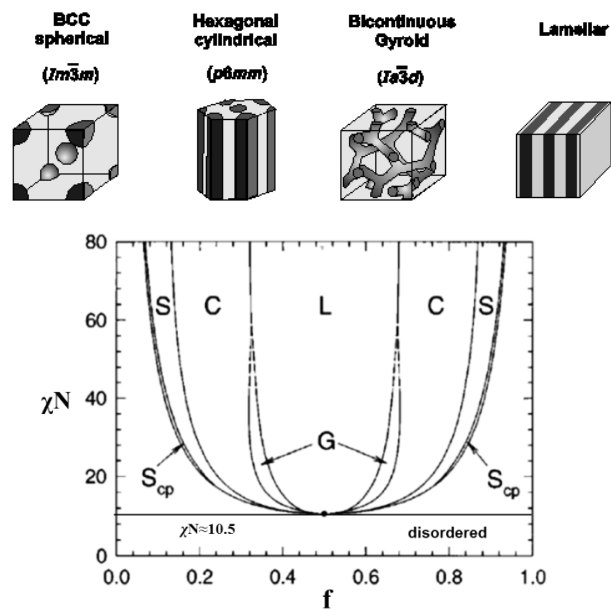 BCC
spherical
(Im3̅m)
Hexagonal
cylindrical
(p6mm)
Bicontinuous
Gyroid
(Ia3̅d)
Lamellar
80
60
40
20
0
χN
S
C
L
C
S
G
S_cp
S_cp
χN≈10.5
disordered
0.0
0.2
0.4
0.6
0.8
1.0
f